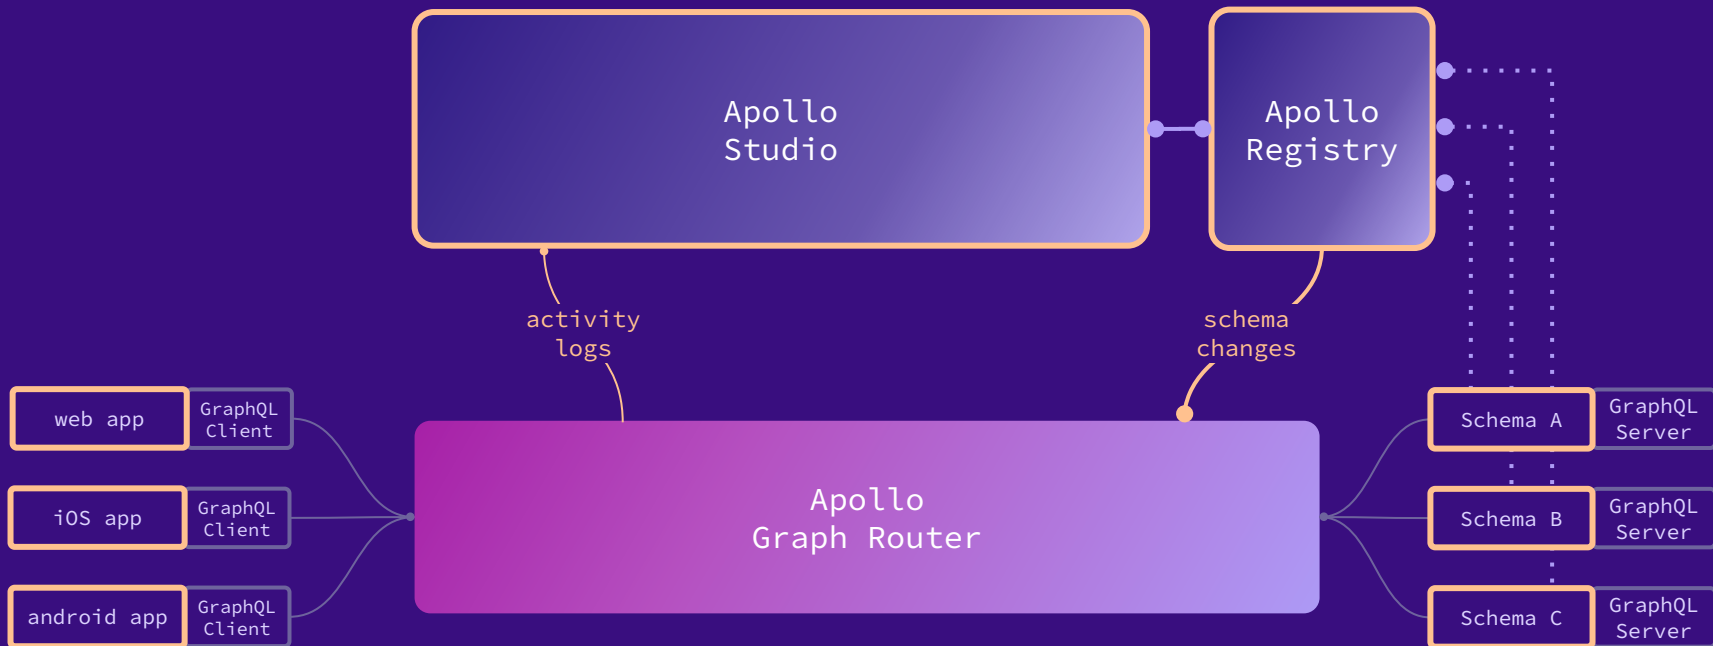 Apollo
Studio
Apollo
Registry
activity
logs
schema
changes
web app
GraphQL
Client
iOS app
GraphQL
Client
android app
GraphQL
Client
Apollo
Graph Router
Schema A
GraphQL
Server
Schema B
GraphQL
Server
Schema C
GraphQL
Server